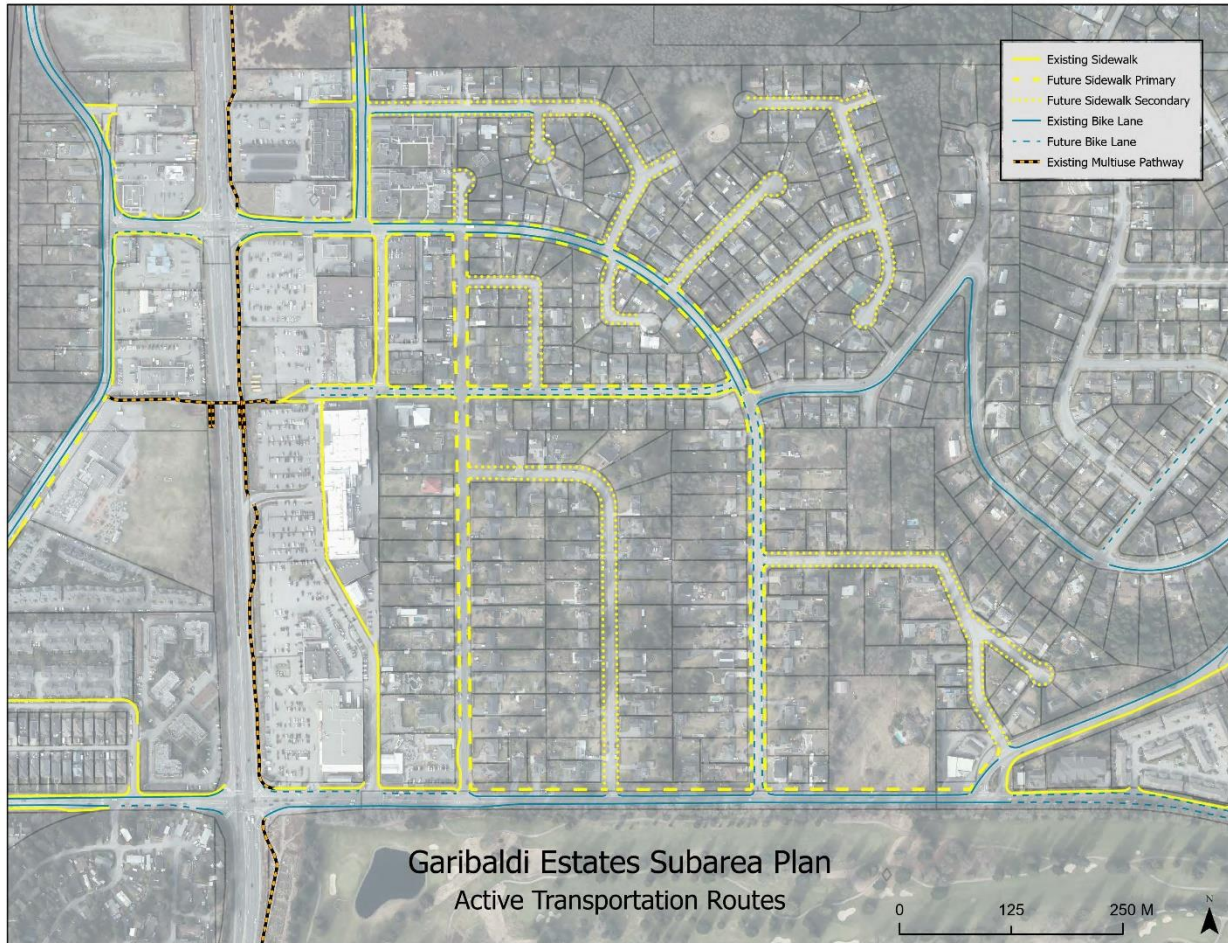 Existing Sidewalk
Future Sidewalk Primary
Future Sidewalk Secondary
Existing Bike Lane
Future Bike Lane
Existing Multiuse Pathway
Garibaldi Estates Subarea Plan
Active Transportation Routes
0 125 250 M
N